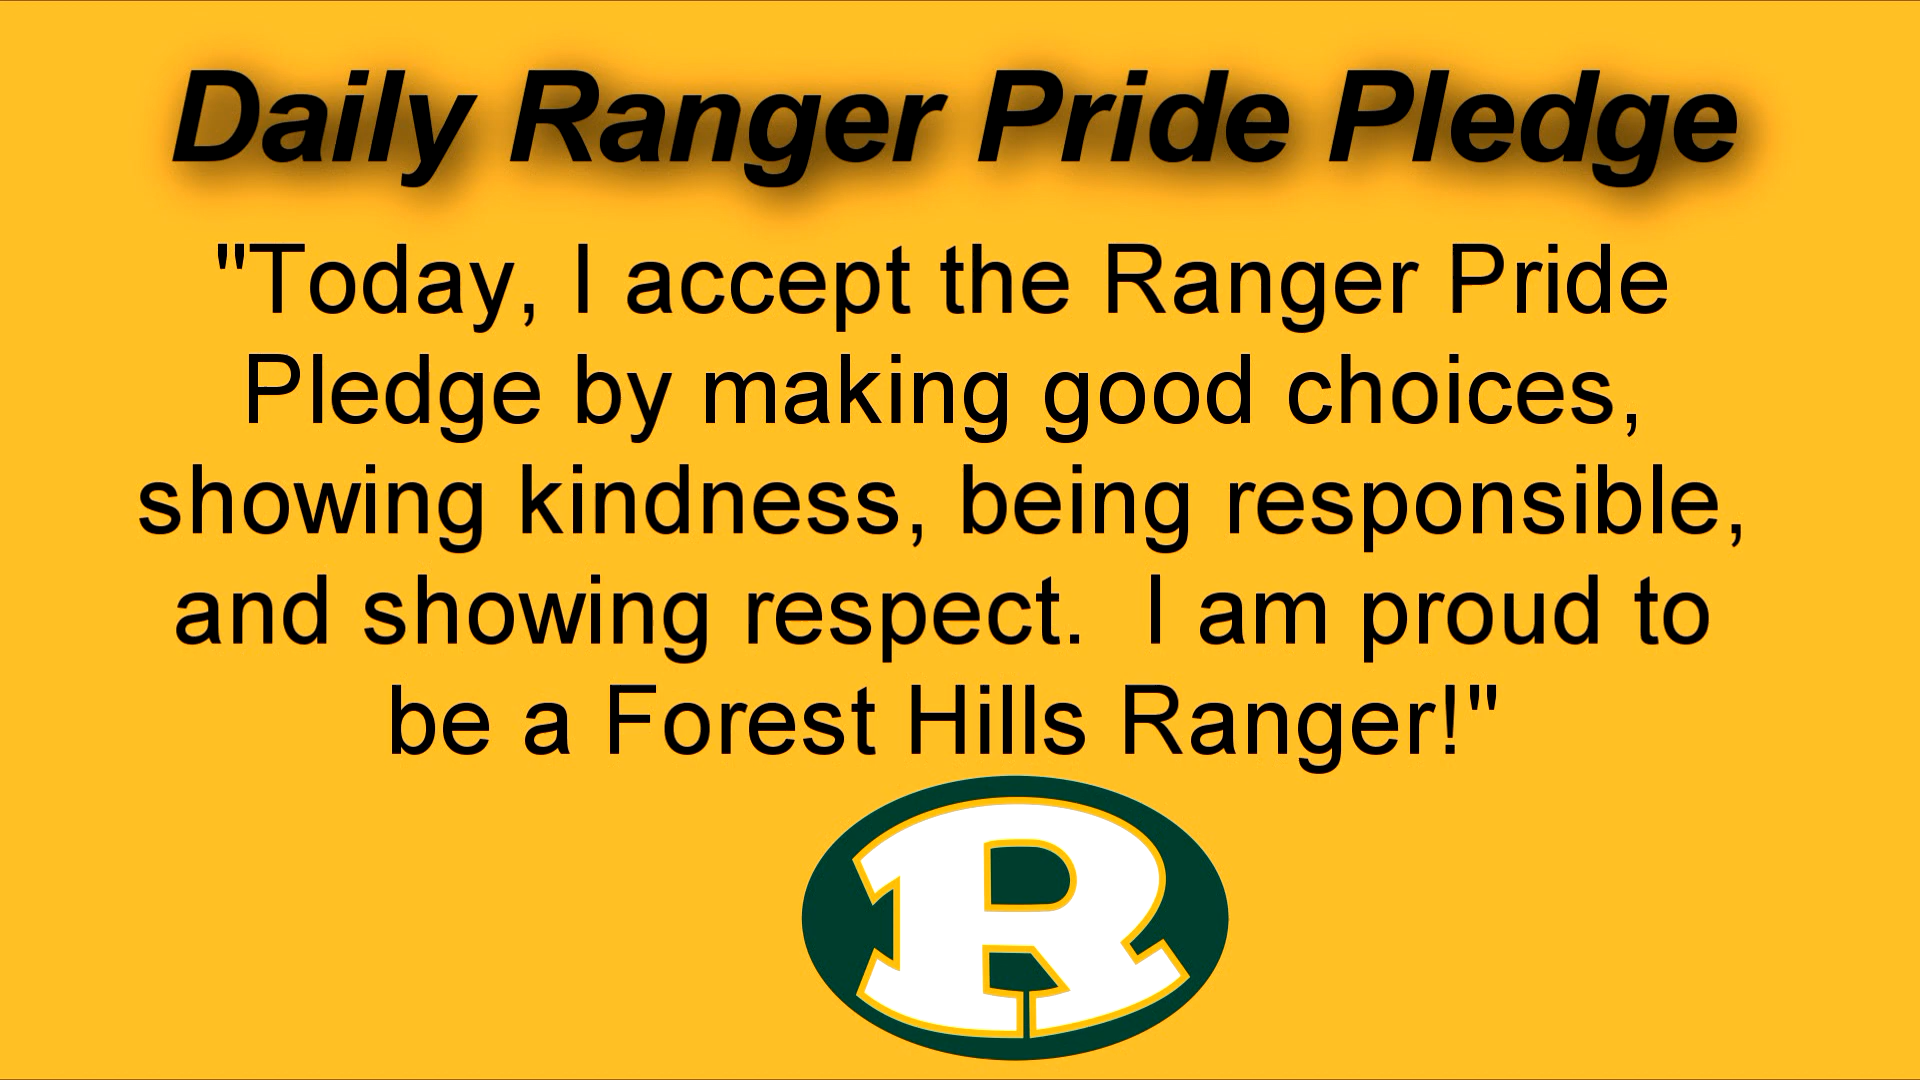 Daily Ranger Pride Pledge
"Today, I accept the Ranger Pride
Pledge by making good choices,
showing kindness, being responsible,
and showing respect.  I am proud to
be a Forest Hills Ranger!"
R